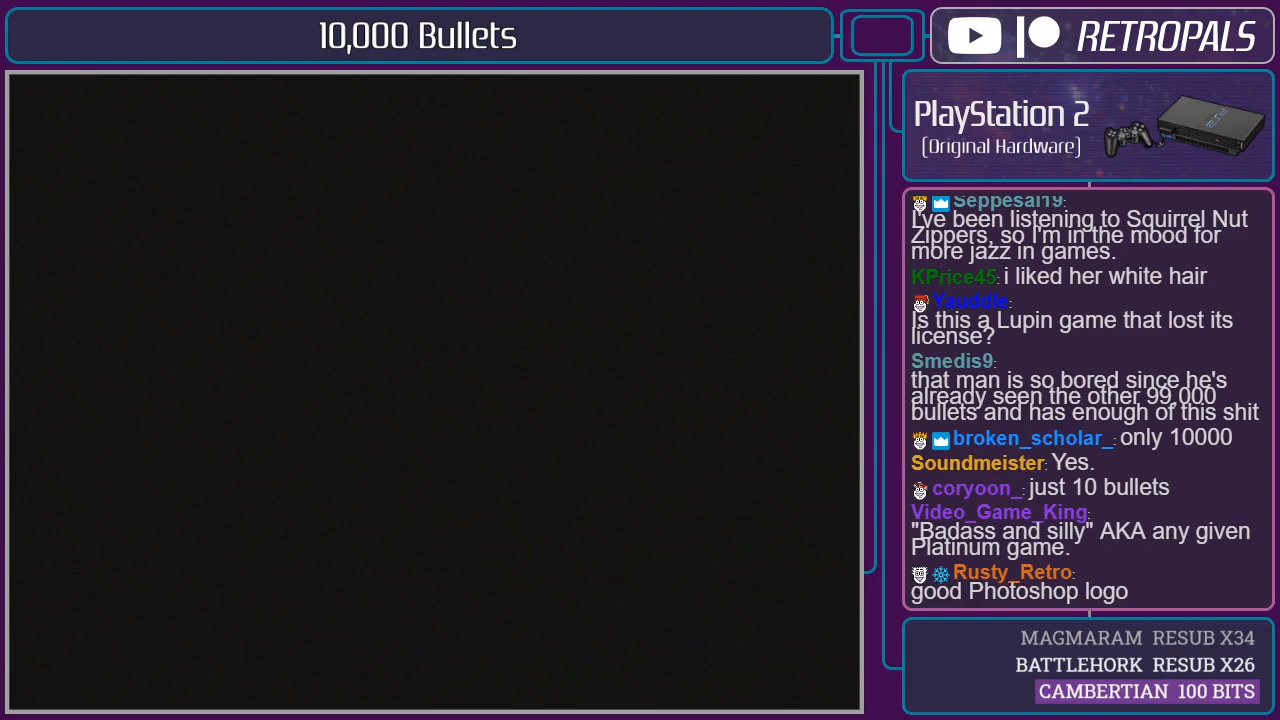 10,000 Bullets
RETROPALS
PlayStation 2
(Original Hardware)
Seppesal19:
I've been listening to Squirrel Nut
Zippers, so I'm in the mood for
more jazz in games.
KPrice45: i liked her white hair
Yauddle:
Is this a Lupin game that lost its
license?
Smedis9:
that man is so bored since he's
already seen the other 99,000
bullets and has enough of this shit
broken_scholar_: only 10000
Soundmeister: Yes.
coryoon_: just 10 bullets
Video_Game_King:
"Badass and silly" AKA any given
Platinum game.
Rusty_Retro:
good Photoshop logo
MAGMARAM RESUB X34
BATTLEHORK RESUB X26
CAMBERTIAN 100 BITS